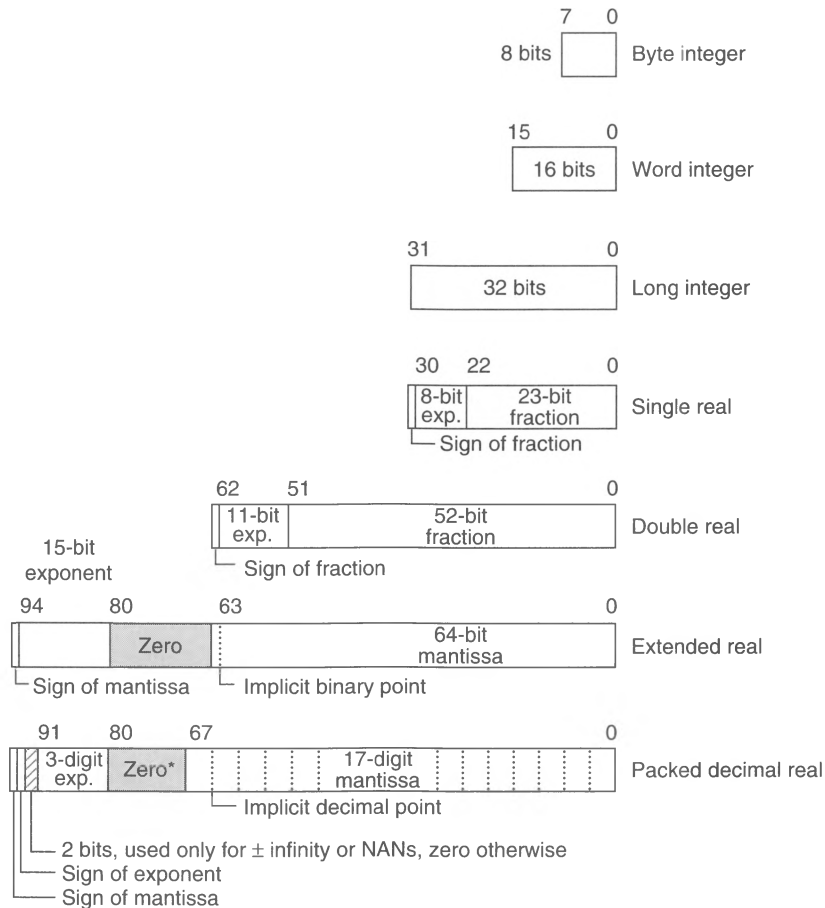 7 0
8 bits Byte integer
15 0
16 bits Word integer
31 0
32 bits Long integer
30 22 0
8-bit exp. 23-bit fraction Single real
Sign of fraction
62 51 0
11-bit exp. 52-bit fraction Double real
Sign of fraction
15-bit
exponent
94 80 63 0
Zero 64-bit mantissa Extended real
Sign of mantissa Implicit binary point
91 80 67 0
3-digit exp. Zero* 17-digit mantissa Packed decimal real
Implicit decimal point
2 bits, used only for ± infinity or NANs, zero otherwise
Sign of exponent
Sign of mantissa